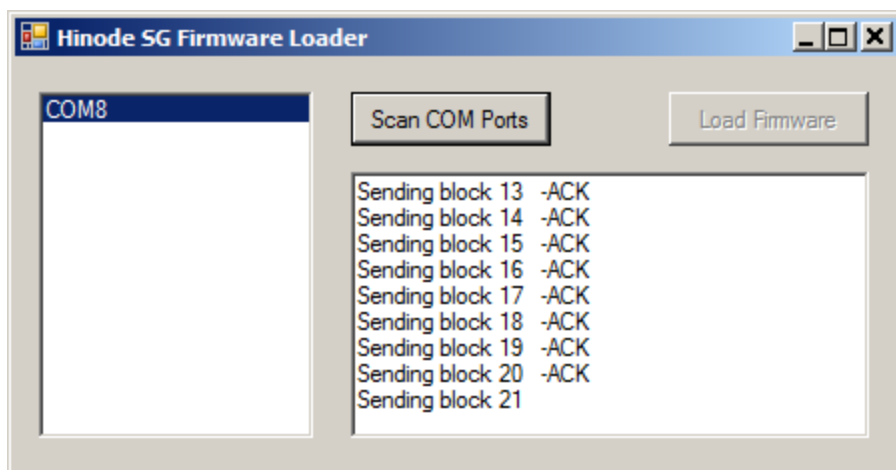 Hinode SG Firmware Loader
COM8
Scan COM Ports
Load Firmware
Sending block 13 -ACK
Sending block 14 -ACK
Sending block 15 -ACK
Sending block 16 -ACK
Sending block 17 -ACK
Sending block 18 -ACK
Sending block 19 -ACK
Sending block 20 -ACK
Sending block 21